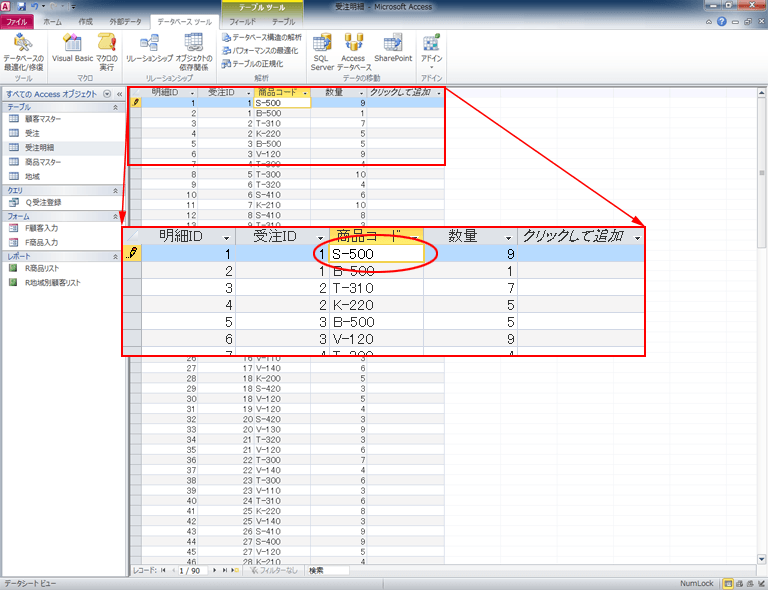 テーブル ツール
受注明細 - Microsoft Access
ファイル ホーム 作成 外部データ データベース ツール フィールド テーブル
データベースの最適化/修復
ツール
Visual Basic
マクロの実行
マクロ
リレーションシップ
オブジェクトの依存関係
リレーションシップ
データベース構造の解析
パフォーマンスの最適化
テーブルの正規化
解析
SQL Server
Access データベース
SharePoint
データの移動
アドイン
アドイン
すべての Access オブジェクト
テーブル
顧客マスター
受注
受注明細
商品マスター
地域
クエリ
Q受注登録
フォーム
F顧客入力
F商品入力
レポート
R商品リスト
R地域別顧客リスト
明細ID 受注ID 商品コード 数量 クリックして追加
1 1 S-500 9
2 1 B-500 1
3 2 T-310 7
4 2 K-220 5
5 3 B-500 5
6 3 V-120 9
7 4 T-300 4
8 5 T-300 10
9 6 T-320 4
10 6 S-410 6
11 7 K-210 10
12 8 S-410 8
明細ID 受注ID 商品コード 数量 クリックして追加
1 1 S-500 9
2 1 B-500 1
3 2 T-310 7
4 2 K-220 5
5 3 B-500 5
6 3 V-120 9
7 4 T-300 4
26 16 V-110 3
27 17 V-140 6
28 18 K-200 5
29 18 S-420 3
30 18 V-120 5
31 19 V-120 4
32 20 S-420 3
33 20 V-130 9
34 21 T-320 3
35 21 V-120 6
36 22 T-300 7
37 22 V-140 4
38 23 T-300 6
39 23 V-110 3
40 24 T-310 6
41 25 K-220 8
42 25 V-140 3
43 26 S-410 9
44 27 S-400 9
45 27 V-120 5
46 28 K-210 4
レコード: 1 / 90 フィルターなし 検索
データシート ビュー NumLock